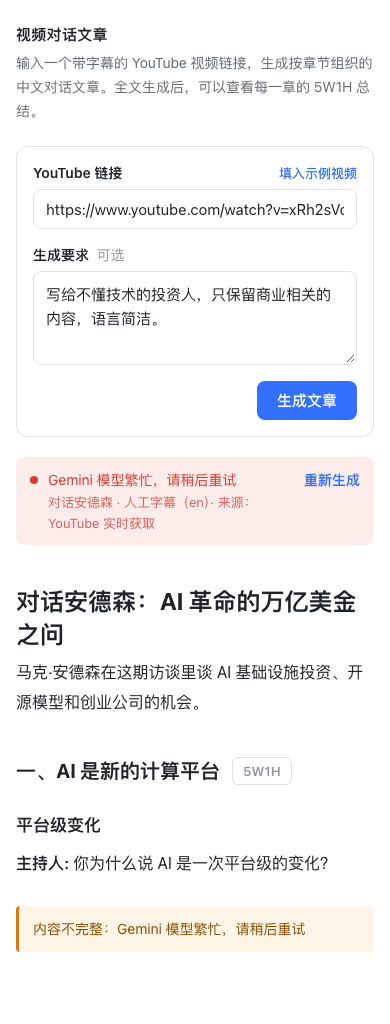 视频对话文章
输入一个带字幕的 YouTube 视频链接，生成按章节组织的
中文对话文章。全文生成后，可以查看每一章的 5W1H 总
结。
YouTube 链接
填入示例视频
https://www.youtube.com/watch?v=xRh2sVc
生成要求 可选
写给不懂技术的投资人，只保留商业相关的
内容，语言简洁。
生成文章
Gemini 模型繁忙，请稍后重试
重新生成
对话安德森 · 人工字幕（en）· 来源：
YouTube 实时获取
对话安德森：AI 革命的万亿美金
之问
马克·安德森在这期访谈里谈 AI 基础设施投资、开
源模型和创业公司的机会。
一、AI 是新的计算平台
5W1H
平台级变化
主持人: 你为什么说 AI 是一次平台级的变化?
内容不完整：Gemini 模型繁忙，请稍后重试